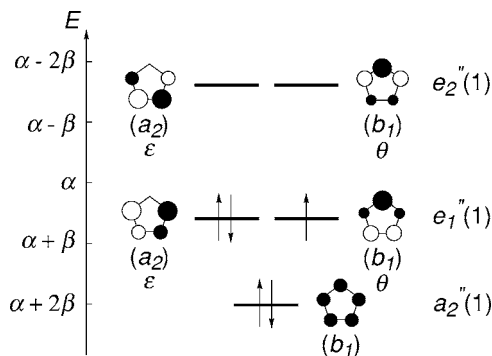 E
α - 2β
e₂"(1)
(a₂) (b₁)
α - β
ε θ
α
e₁"(1)
α + β
(a₂) (b₁)
ε θ
α + 2β
a₂"(1)
(b₁)